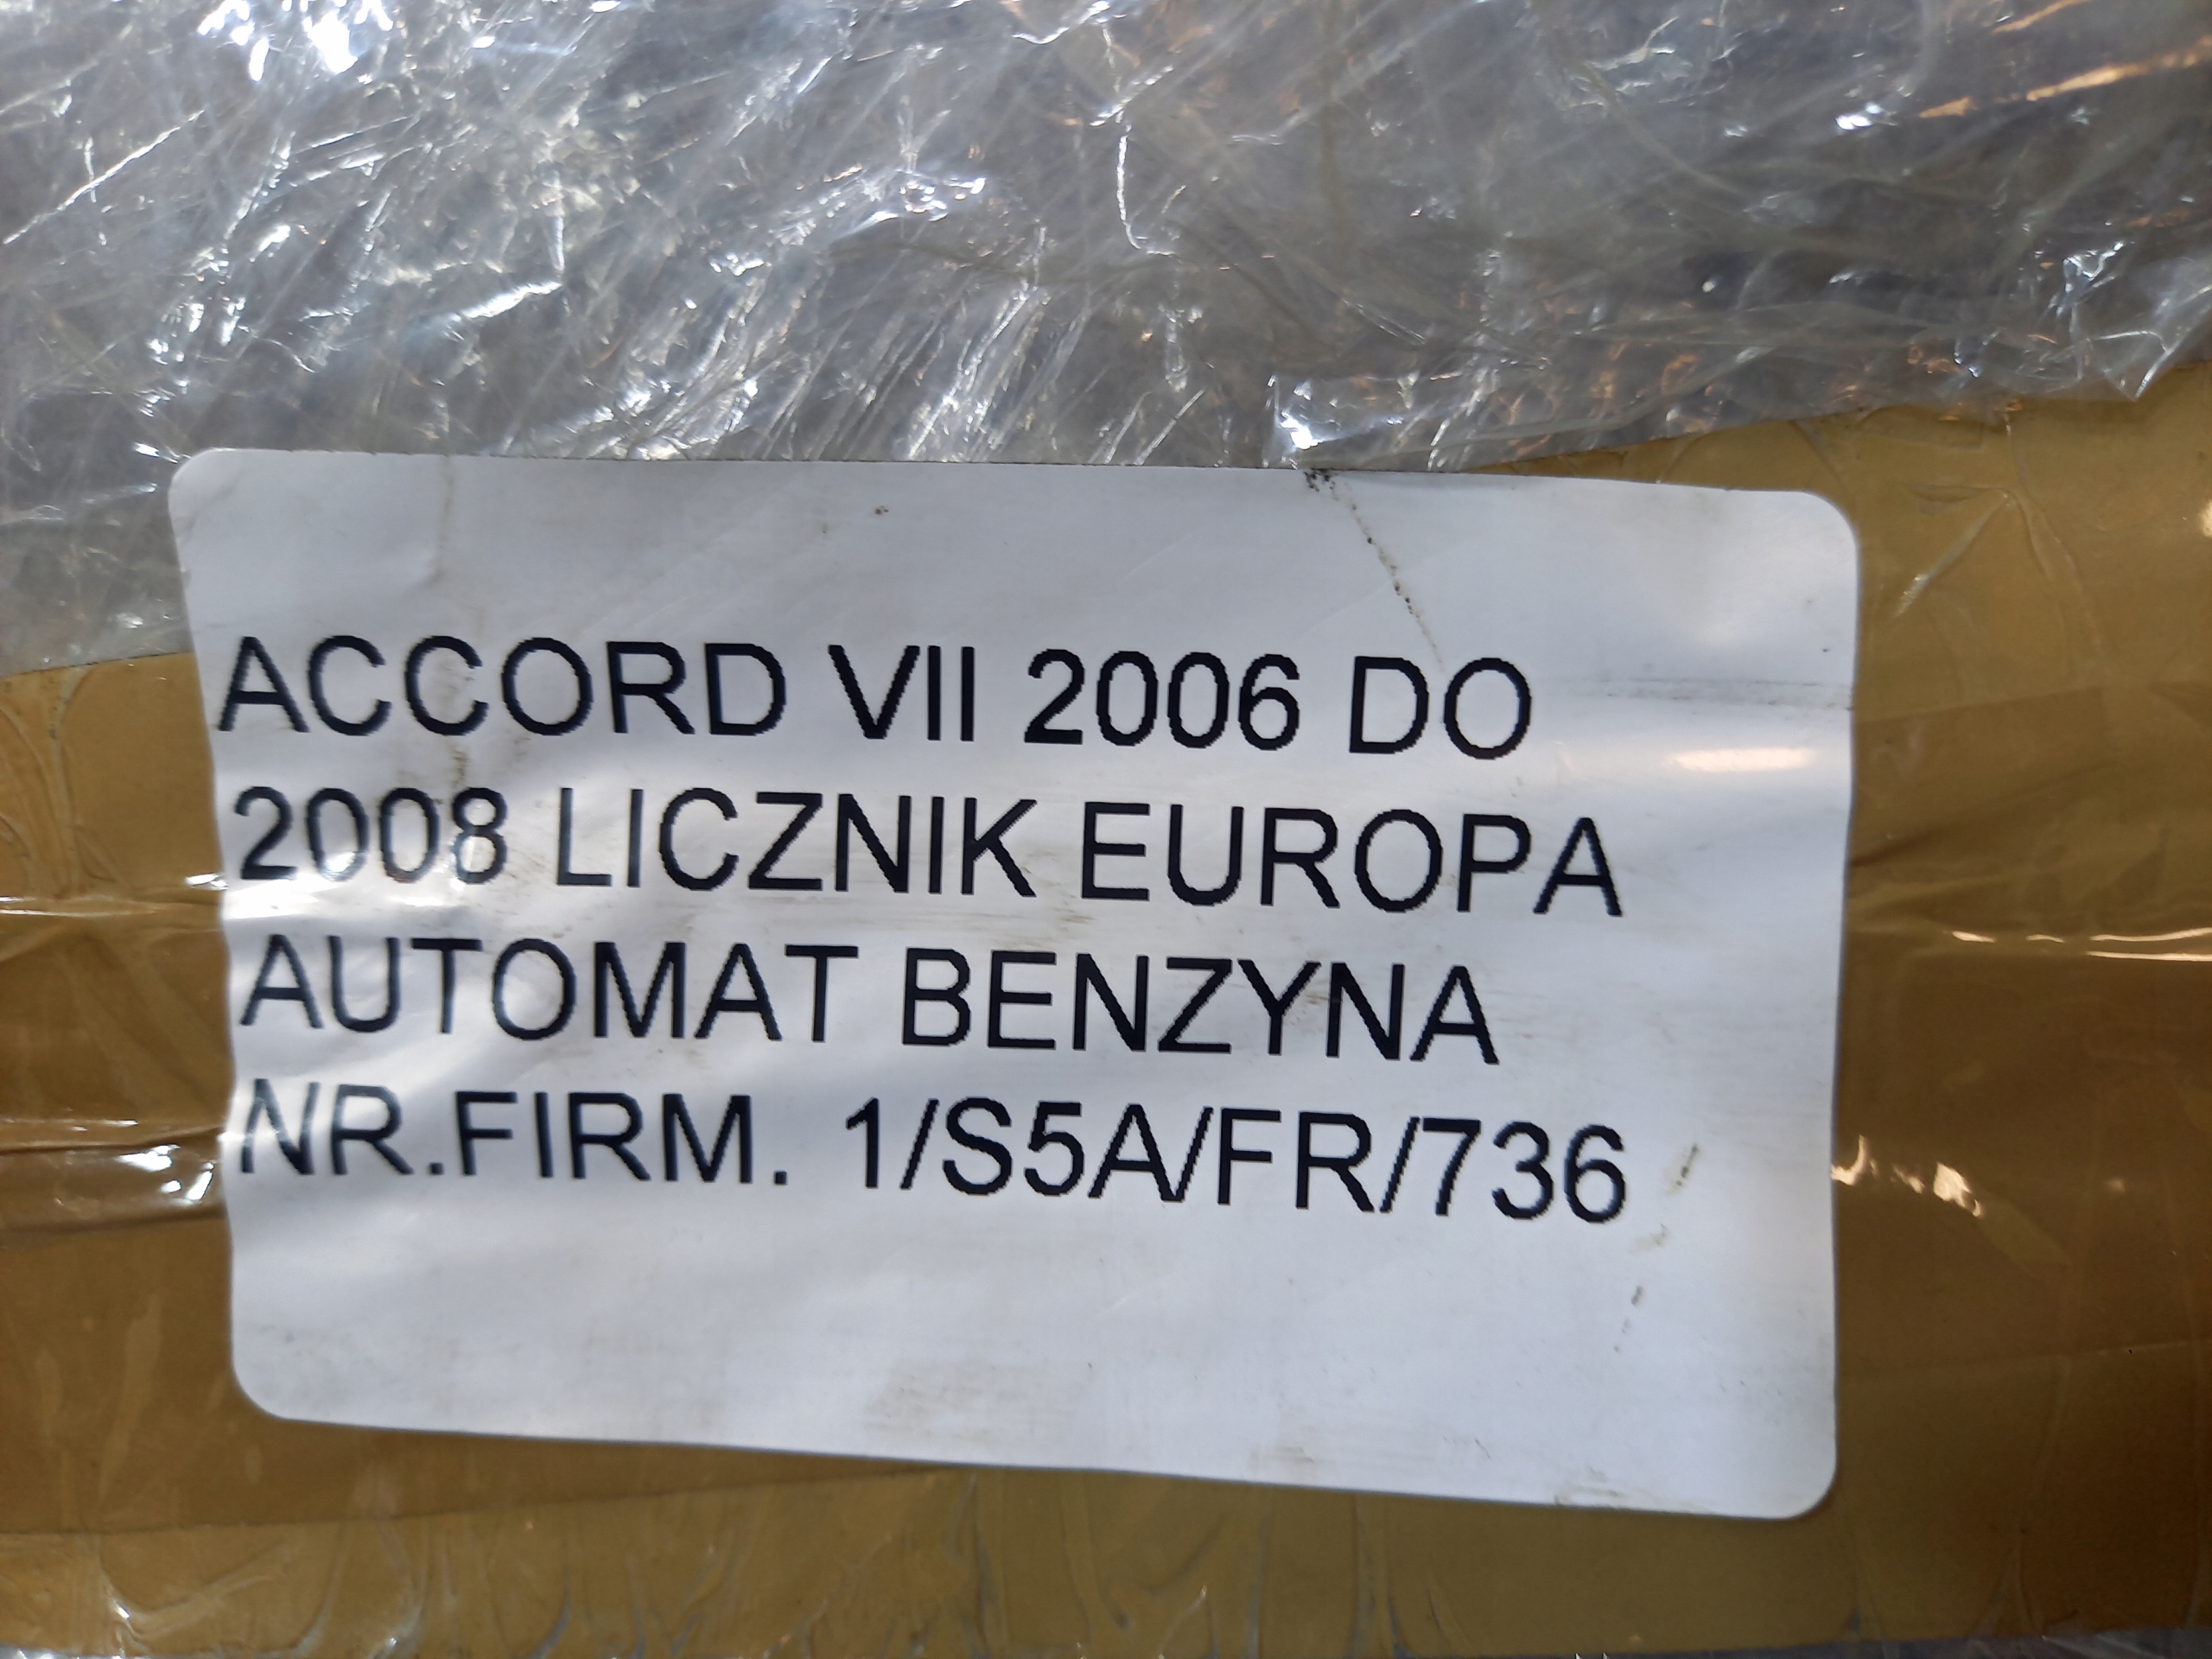 ACCORD VII 2006 DO
2008 LICZNIK EUROPA
AUTOMAT BENZYNA
NR.FIRM. 1/S5A/FR/736